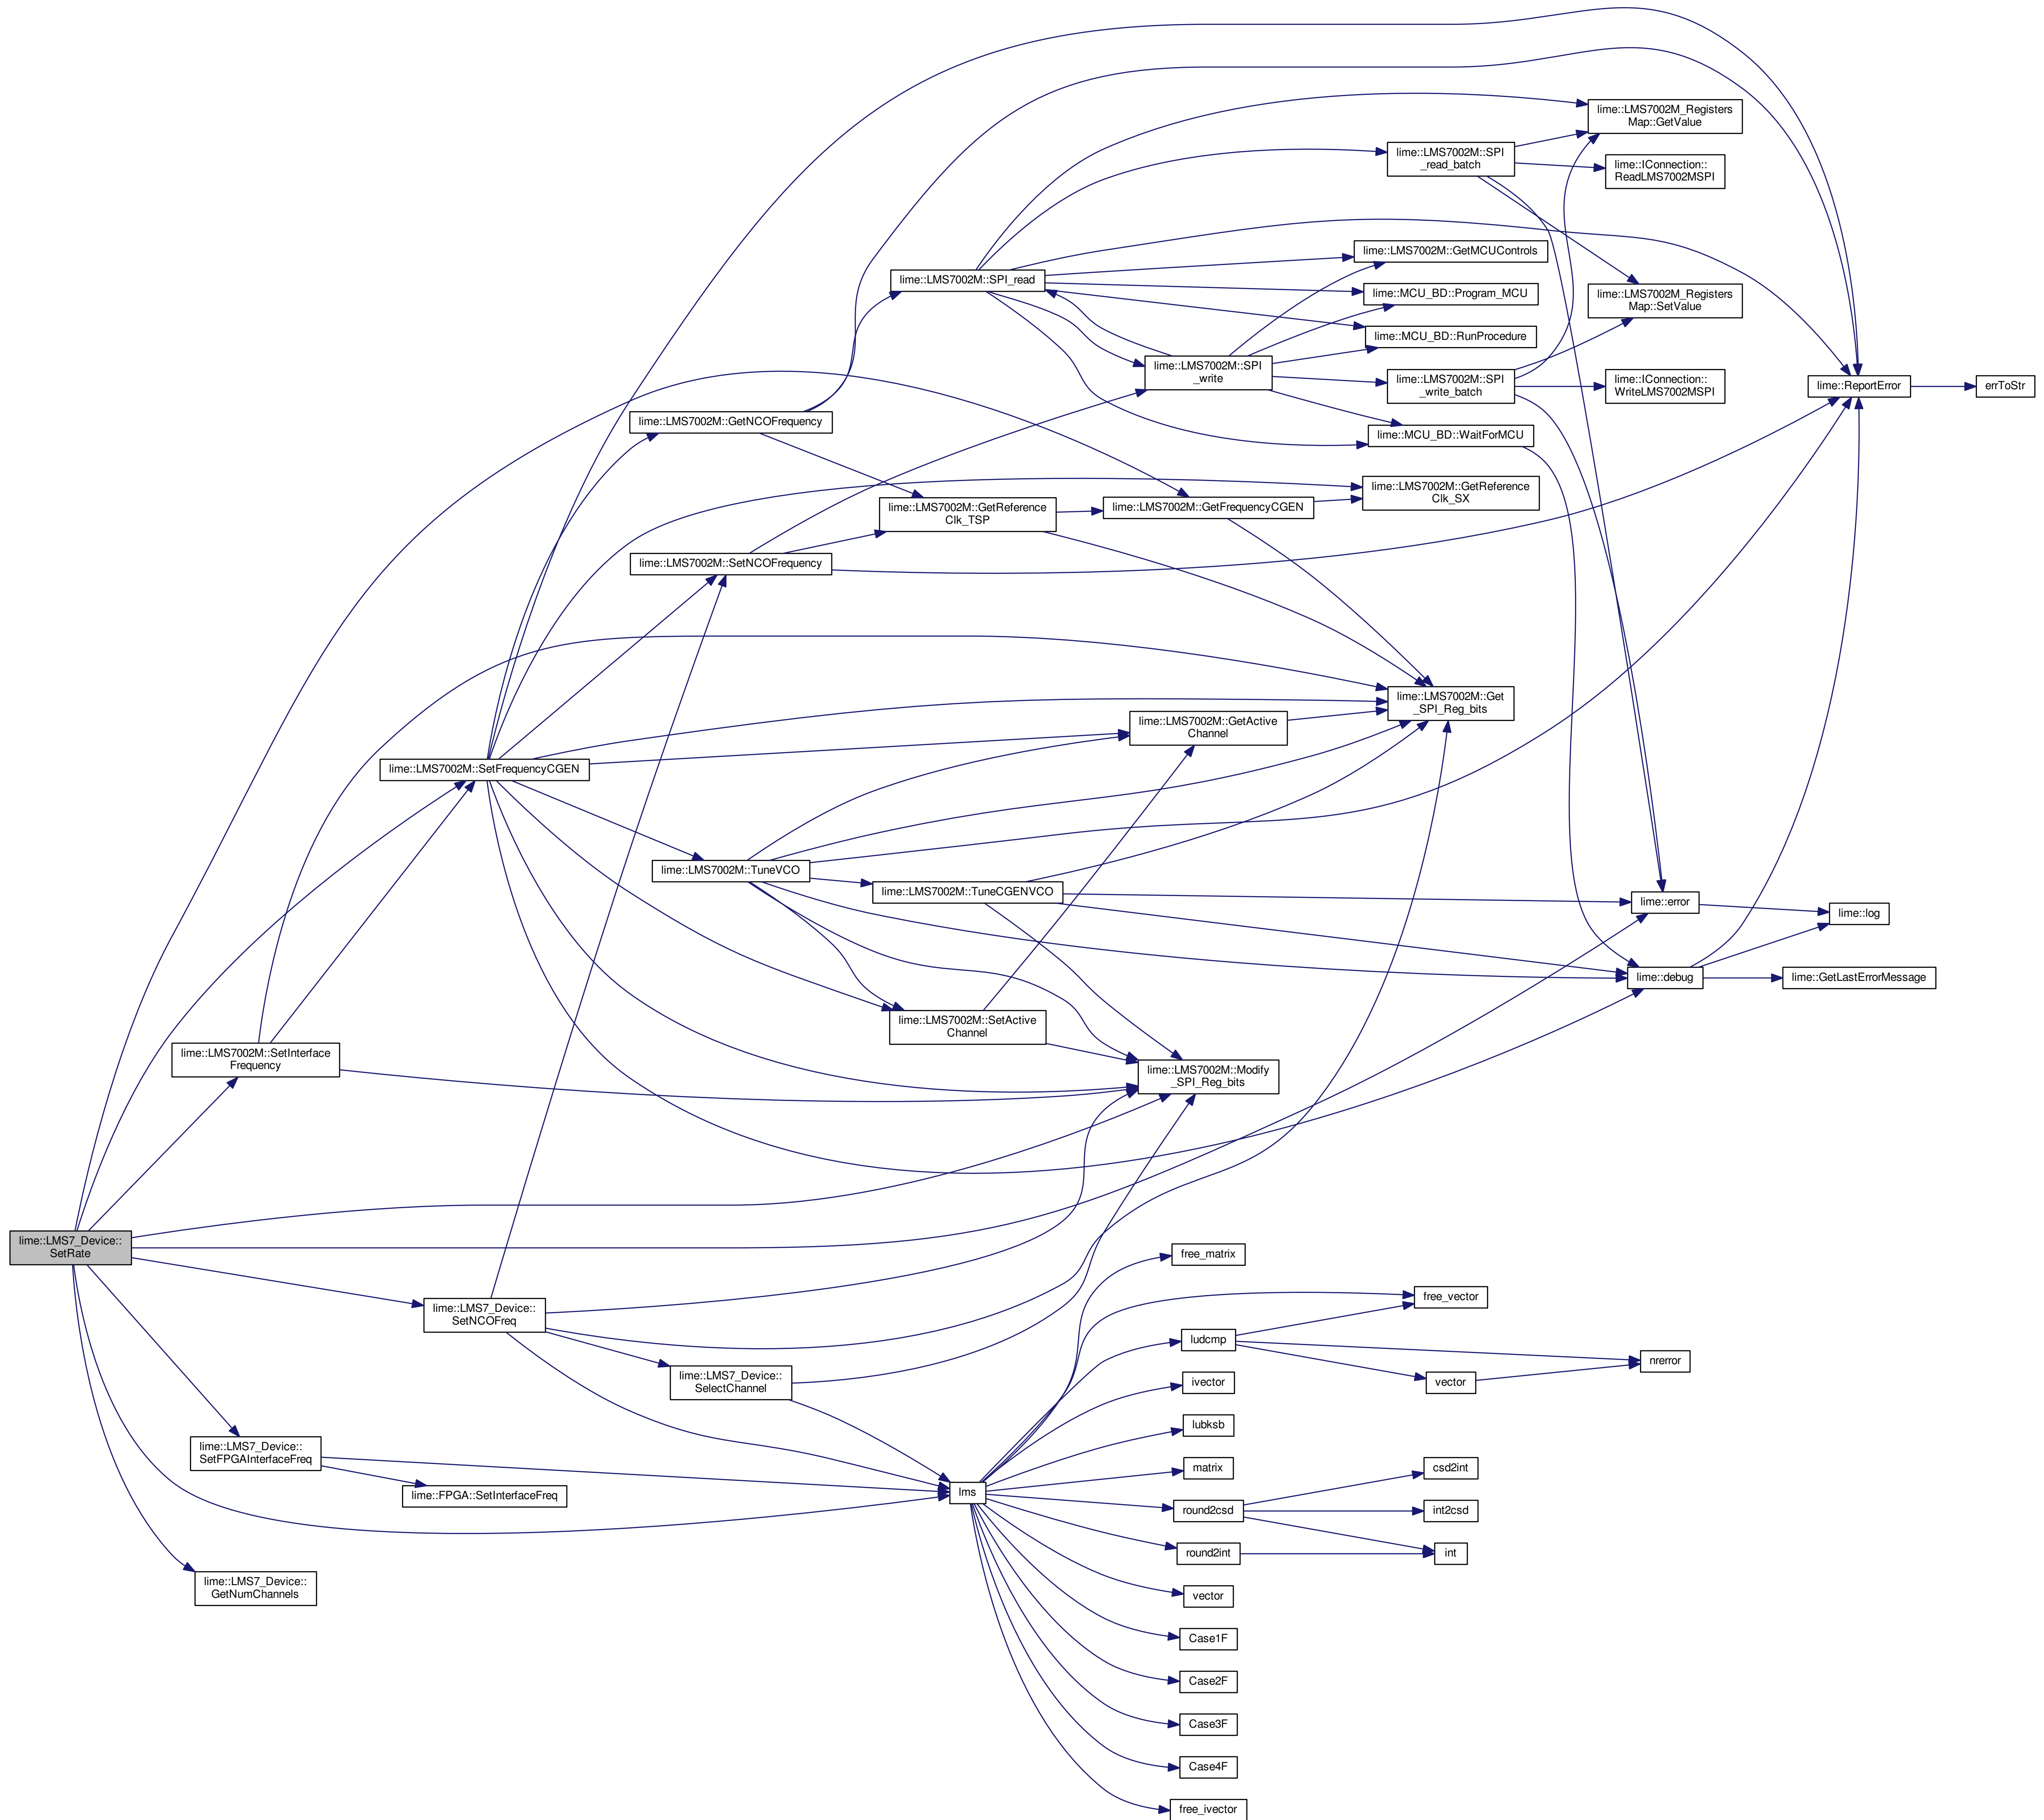 lime::LMS7002M_Registers
Map::GetValue
lime::LMS7002M::SPI
_read_batch
lime::IConnection::
ReadLMS7002MSPI
lime::LMS7002M::GetMCUControls
lime::LMS7002M::SPI_read
lime::MCU_BD::Program_MCU
lime::LMS7002M_Registers
Map::SetValue
lime::MCU_BD::RunProcedure
lime::LMS7002M::SPI
_write
lime::LMS7002M::SPI
_write_batch
lime::IConnection::
WriteLMS7002MSPI
lime::ReportError
errToStr
lime::LMS7002M::GetNCOFrequency
lime::MCU_BD::WaitForMCU
lime::LMS7002M::GetReference
Clk_SX
lime::LMS7002M::GetReference
Clk_TSP
lime::LMS7002M::GetFrequencyCGEN
lime::LMS7002M::SetNCOFrequency
lime::LMS7002M::Get
_SPI_Reg_bits
lime::LMS7002M::GetActive
Channel
lime::LMS7002M::SetFrequencyCGEN
lime::LMS7002M::TuneVCO
lime::LMS7002M::TuneCGENVCO
lime::error
lime::log
lime::debug
lime::GetLastErrorMessage
lime::LMS7002M::SetActive
Channel
lime::LMS7002M::SetInterface
Frequency
lime::LMS7002M::Modify
_SPI_Reg_bits
lime::LMS7_Device::
SetRate
free_matrix
free_vector
lime::LMS7_Device::
SetNCOFreq
ludcmp
nrerror
lime::LMS7_Device::
SelectChannel
ivector
vector
lubksb
lime::LMS7_Device::
SetFPGAInterfaceFreq
matrix
csd2int
lime::FPGA::SetInterfaceFreq
lms
round2csd
int2csd
round2int
int
lime::LMS7_Device::
GetNumChannels
vector
Case1F
Case2F
Case3F
Case4F
free_ivector